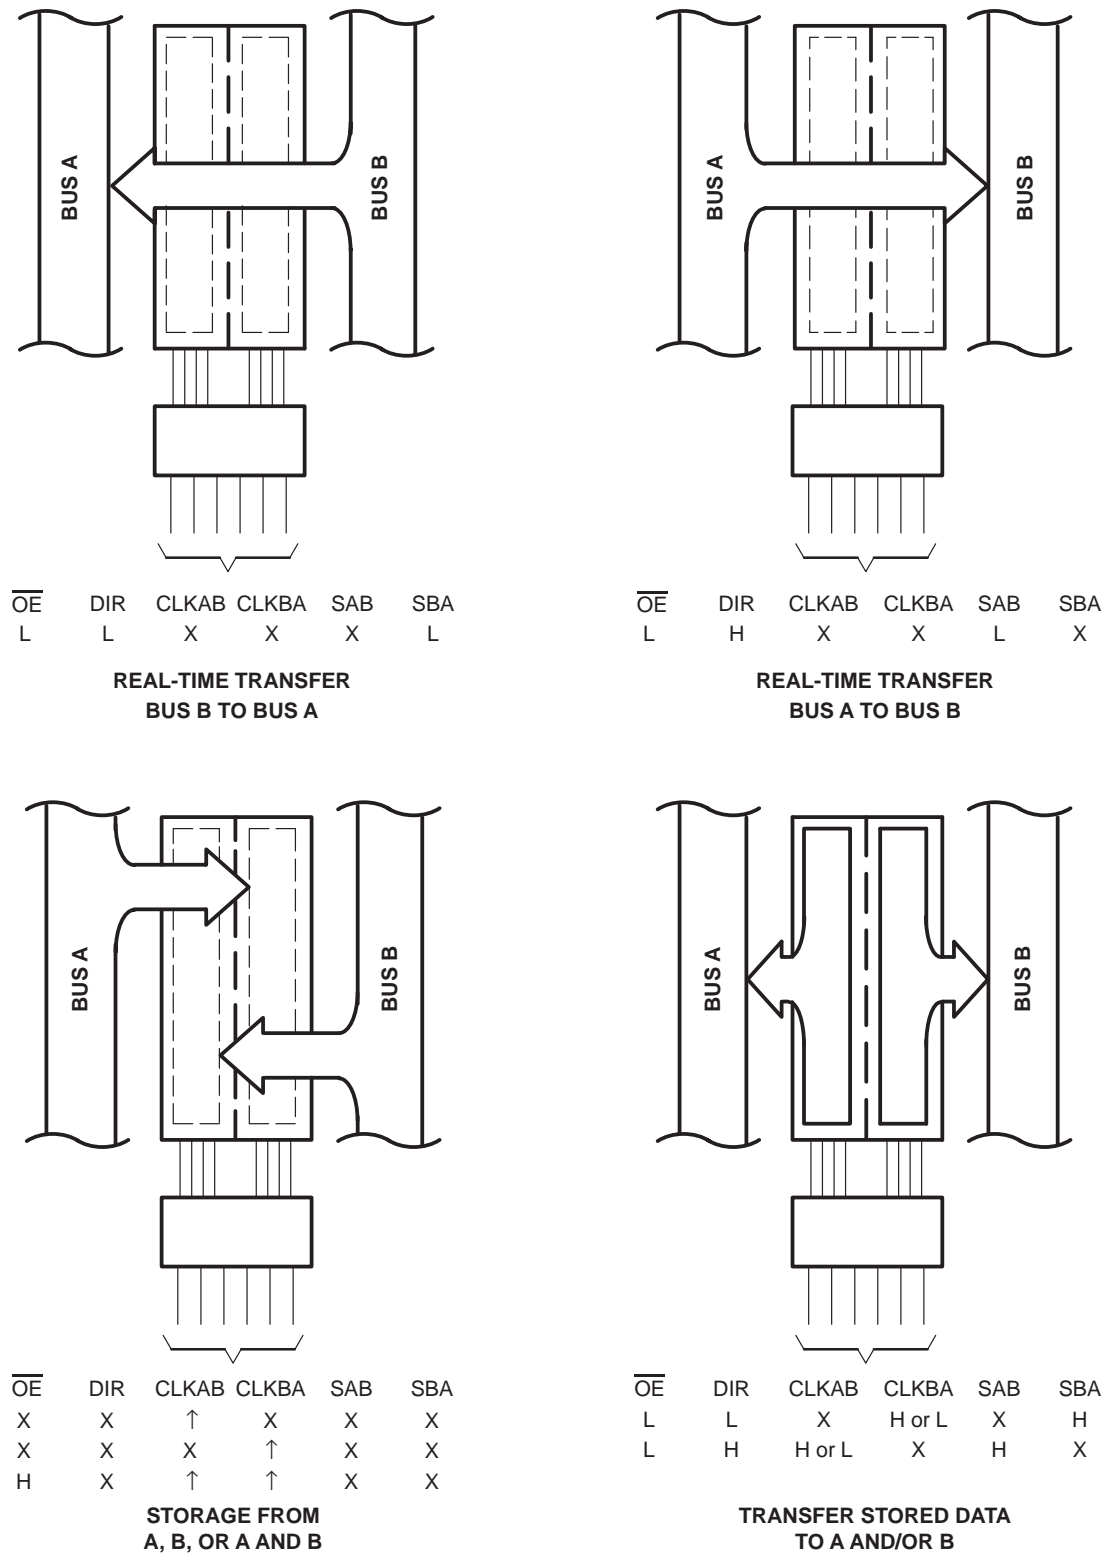 BUS A
BUS B
OE DIR CLKAB CLKBA SAB SBA
L L X X X L
REAL-TIME TRANSFER
BUS B TO BUS A
BUS A
BUS B
OE DIR CLKAB CLKBA SAB SBA
L H X X L X
REAL-TIME TRANSFER
BUS A TO BUS B
BUS A
BUS B
OE DIR CLKAB CLKBA SAB SBA
X X ↑ X X X
X X X ↑ X X
H X ↑ ↑ X X
STORAGE FROM
A, B, OR A AND B
BUS A
BUS B
OE DIR CLKAB CLKBA SAB SBA
L L X H or L X H
L H H or L X H X
TRANSFER STORED DATA
TO A AND/OR B